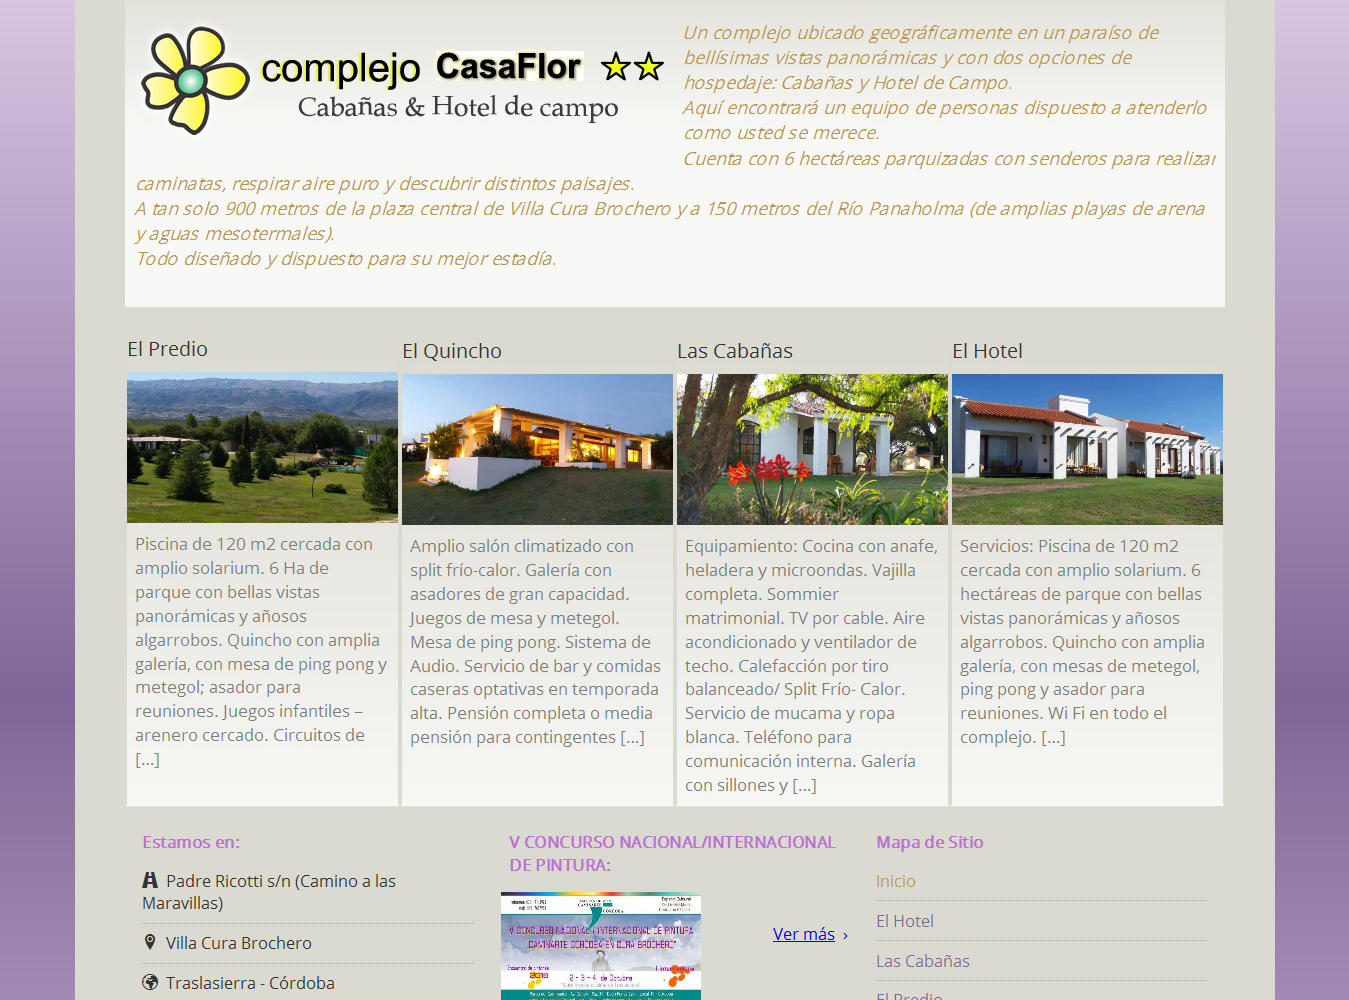 complejo CasaFlor
Cabañas & Hotel de campo
Un complejo ubicado geográficamente en un paraíso de
bellísimas vistas panorámicas y con dos opciones de
hospedaje: Cabañas y Hotel de Campo.
Aquí encontrará un equipo de personas dispuesto a atenderlo
como usted se merece.
Cuenta con 6 hectáreas parquizadas con senderos para realizar
caminatas, respirar aire puro y descubrir distintos paisajes.
A tan solo 900 metros de la plaza central de Villa Cura Brochero y a 150 metros del Río Panaholma (de amplias playas de arena
y aguas mesotermales).
Todo diseñado y dispuesto para su mejor estadía.
El Predio
Piscina de 120 m2 cercada con
amplio solarium. 6 Ha de
parque con bellas vistas
panorámicas y añosos
algarrobos. Quincho con amplia
galería, con mesa de ping pong y
metegol; asador para
reuniones. Juegos infantiles –
arenero cercado. Circuitos de
[...]
El Quincho
Amplio salón climatizado con
split frío-calor. Galería con
asadores de gran capacidad.
Juegos de mesa y metegol.
Mesa de ping pong. Sistema de
Audio. Servicio de bar y comidas
caseras optativas en temporada
alta. Pensión completa o media
pensión para contingentes [...]
Las Cabañas
Equipamiento: Cocina con anafe,
heladera y microondas. Vajilla
completa. Sommier
matrimonial. TV por cable. Aire
acondicionado y ventilador de
techo. Calefacción por tiro
balanceado/ Split Frío- Calor.
Servicio de mucama y ropa
blanca. Teléfono para
comunicación interna. Galería
con sillones y [...]
El Hotel
Servicios: Piscina de 120 m2
cercada con amplio solarium. 6
hectáreas de parque con bellas
vistas panorámicas y añosos
algarrobos. Quincho con amplia
galería, con mesas de metegol,
ping pong y asador para
reuniones. Wi Fi en todo el
complejo. [...]
Estamos en:
Padre Ricotti s/n (Camino a las
Maravillas)
Villa Cura Brochero
Traslasierra - Córdoba
V CONCURSO NACIONAL/INTERNACIONAL
DE PINTURA:
V CONCURSO NACIONAL / INTERNACIONAL DE PINTURA
CAMINARTE CORDOBA EN CURA BROCHERO"
Encuentro de pintores
2018
2 - 3 - 4 de Octubre
Ver más ›
Mapa de Sitio
Inicio
El Hotel
Las Cabañas
El Predio